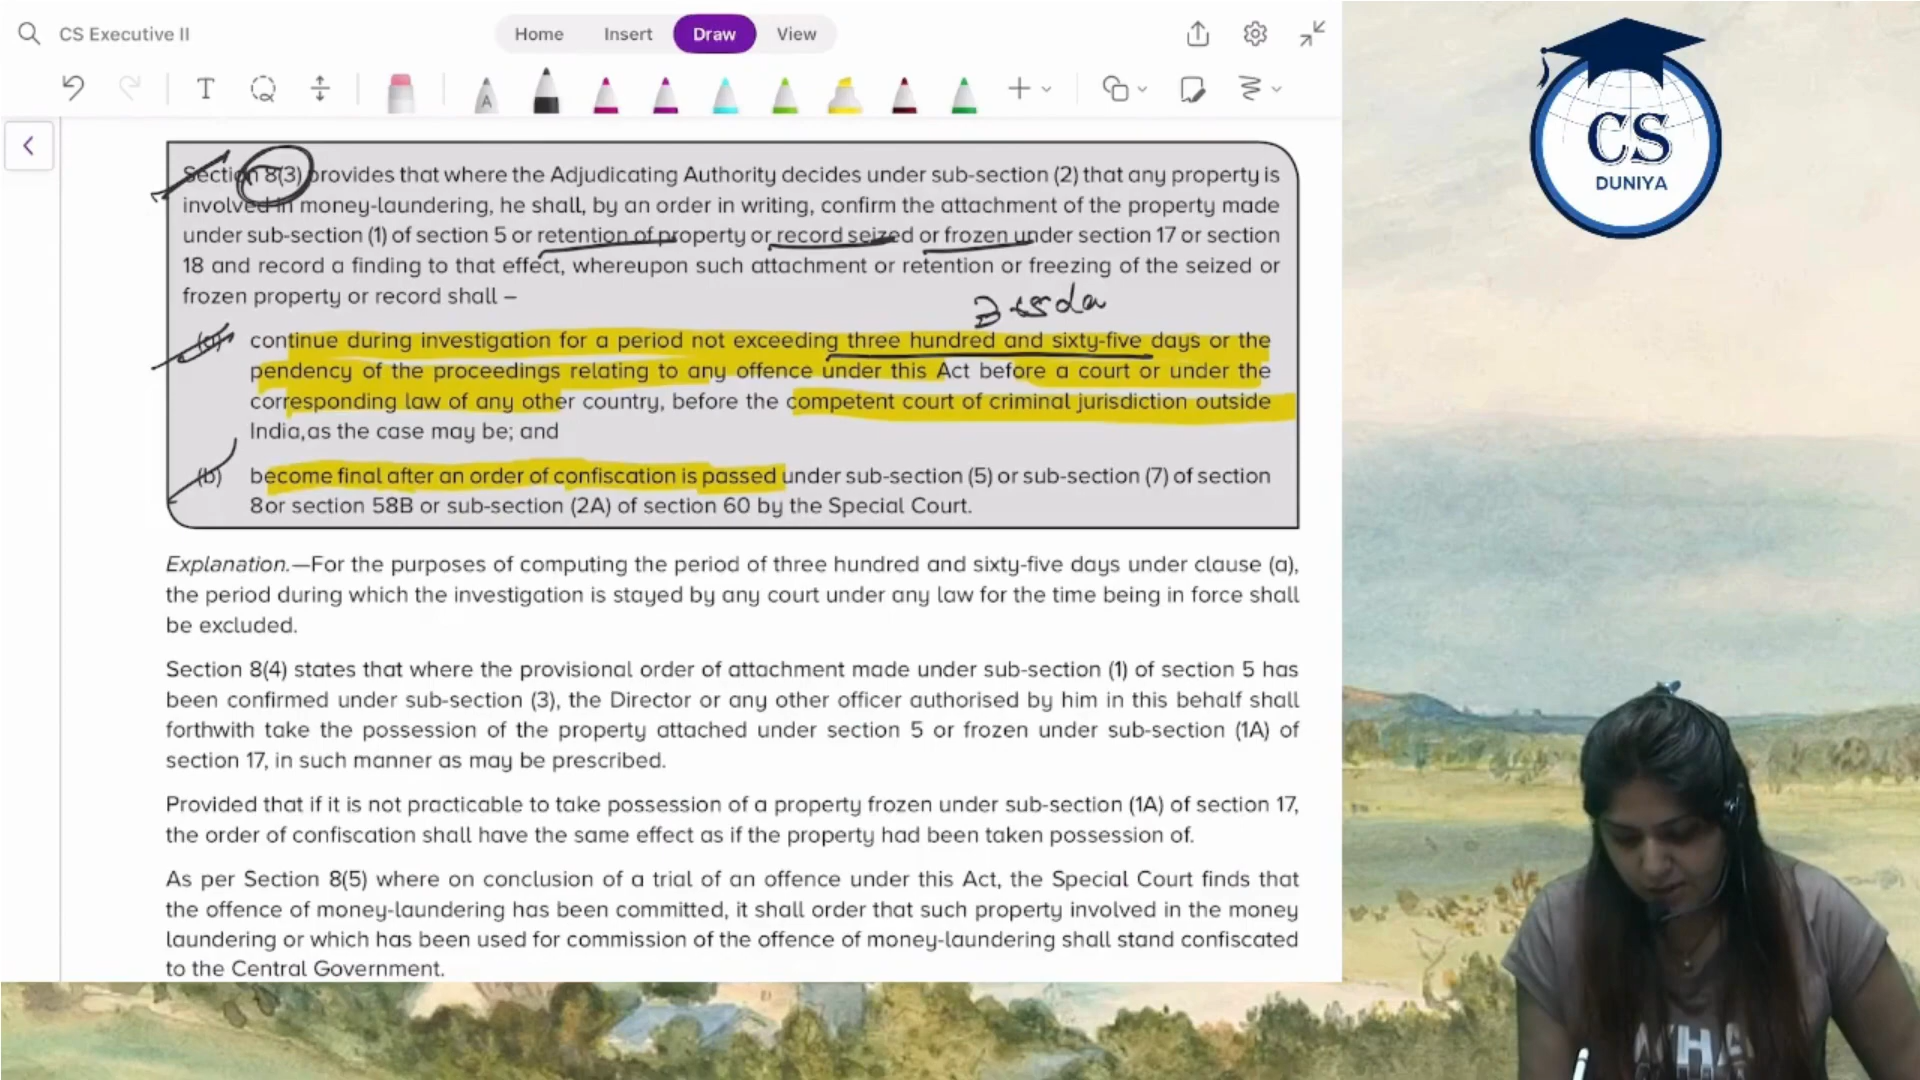 CS Executive II
Home Insert Draw View
Section 8(3) provides that where the Adjudicating Authority decides under sub-section (2) that any property is
involved in money-laundering, he shall, by an order in writing, confirm the attachment of the property made
under sub-section (1) of section 5 or retention of property or record seized or frozen under section 17 or section
18 and record a finding to that effect, whereupon such attachment or retention or freezing of the seized or
frozen property or record shall –
(a) continue during investigation for a period not exceeding three hundred and sixty-five days or the
pendency of the proceedings relating to any offence under this Act before a court or under the
corresponding law of any other country, before the competent court of criminal jurisdiction outside
India,as the case may be; and
(b) become final after an order of confiscation is passed under sub-section (5) or sub-section (7) of section
8or section 58B or sub-section (2A) of section 60 by the Special Court.
Explanation.—For the purposes of computing the period of three hundred and sixty-five days under clause (a),
the period during which the investigation is stayed by any court under any law for the time being in force shall
be excluded.
Section 8(4) states that where the provisional order of attachment made under sub-section (1) of section 5 has
been confirmed under sub-section (3), the Director or any other officer authorised by him in this behalf shall
forthwith take the possession of the property attached under section 5 or frozen under sub-section (1A) of
section 17, in such manner as may be prescribed.
Provided that if it is not practicable to take possession of a property frozen under sub-section (1A) of section 17,
the order of confiscation shall have the same effect as if the property had been taken possession of.
As per Section 8(5) where on conclusion of a trial of an offence under this Act, the Special Court finds that
the offence of money-laundering has been committed, it shall order that such property involved in the money
laundering or which has been used for commission of the offence of money-laundering shall stand confiscated
to the Central Government.
CS
DUNIYA